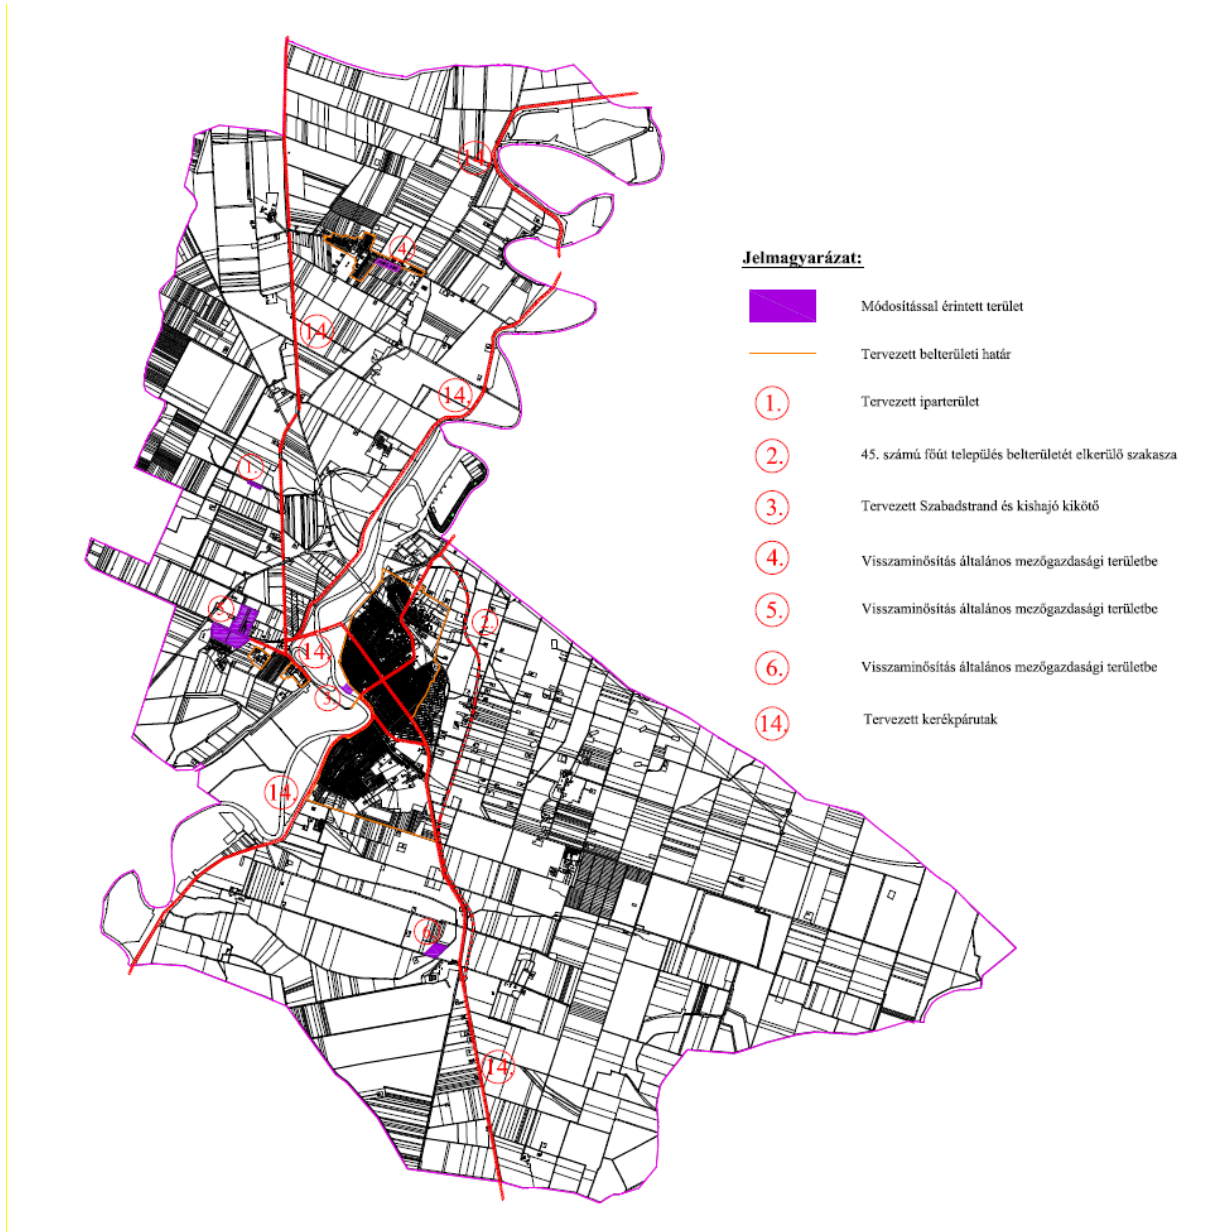 14.
4.
14.
14.
1.
5.
2.
14.
3.
14.
6.
14.
Jelmagyarázat:
Módosítással érintett terület
Tervezett belterületi határ
1. Tervezett iparterület
2. 45. számú főút település belterületét elkerülő szakasza
3. Tervezett Szabadstrand és kishajó kikötő
4. Visszaminősítás általános mezőgazdasági területbe
5. Visszaminősítás általános mezőgazdasági területbe
6. Visszaminősítás általános mezőgazdasági területbe
14. Tervezett kerékpárutak